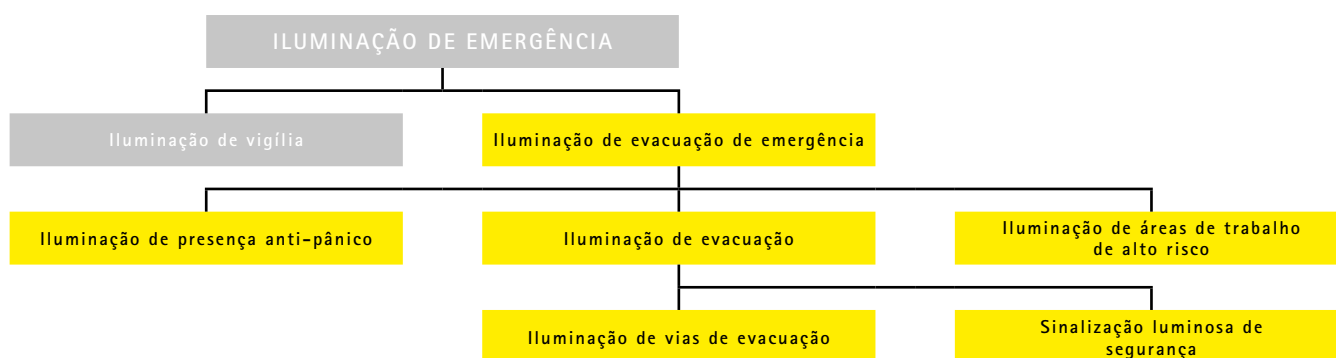 ILUMINAÇÃO DE EMERGÊNCIA
Iluminação de vigília
Iluminação de evacuação de emergência
Iluminação de presença anti-pânico
Iluminação de evacuação
Iluminação de áreas de trabalho
de alto risco
Iluminação de vias de evacuação
Sinalização luminosa de
segurança